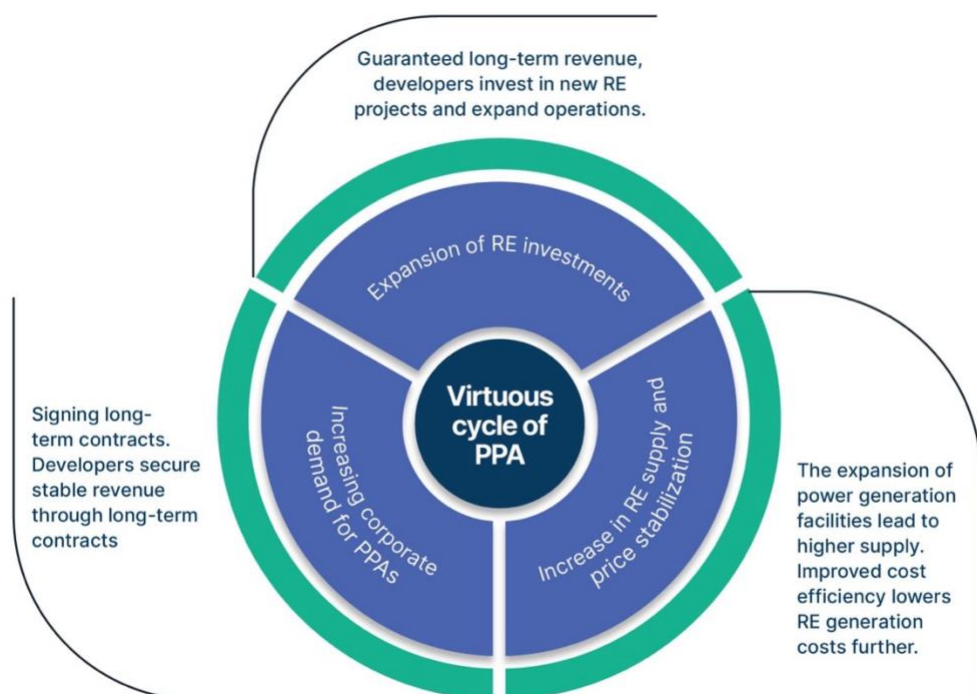 Guaranteed long-term revenue,
developers invest in new RE
projects and expand operations.
Expansion of RE investments
Virtuous
cycle of
PPA
Increasing corporate
demand for PPAs
Increase in RE supply and
price stabilization
Signing long-
term contracts.
Developers secure
stable revenue
through long-term
contracts
The expansion of
power generation
facilities lead to
higher supply.
Improved cost
efficiency lowers
RE generation
costs further.